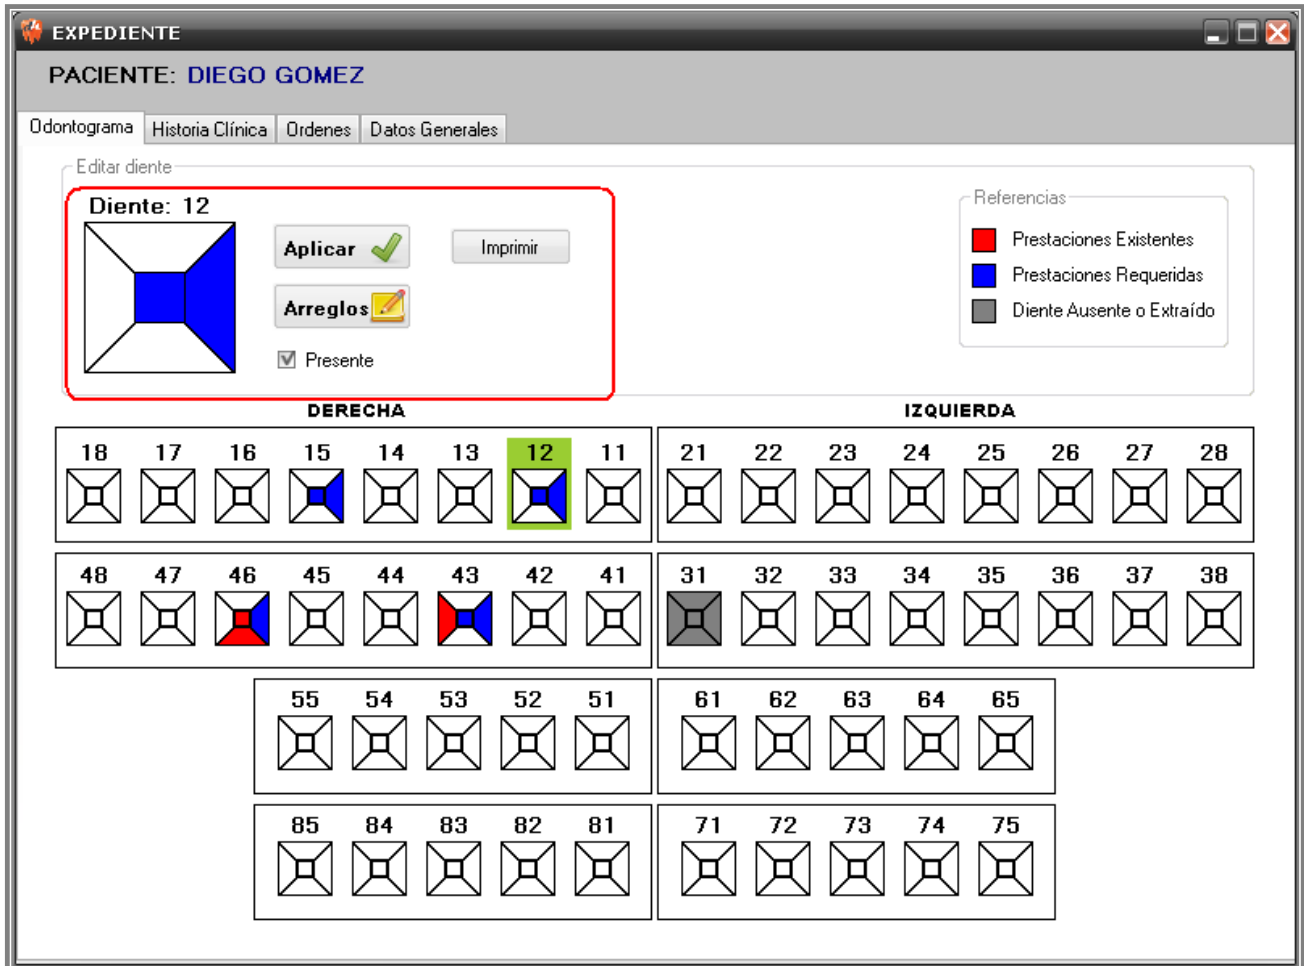 EXPEDIENTE
PACIENTE: DIEGO GOMEZ
Odontograma Historia Clínica Ordenes Datos Generales
Editar diente
Diente: 12
Aplicar
Imprimir
Arreglos
Presente
Referencias
Prestaciones Existentes
Prestaciones Requeridas
Diente Ausente o Extraído
DERECHA IZQUIERDA
18 17 16 15 14 13 12 11 21 22 23 24 25 26 27 28
48 47 46 45 44 43 42 41 31 32 33 34 35 36 37 38
55 54 53 52 51 61 62 63 64 65
85 84 83 82 81 71 72 73 74 75